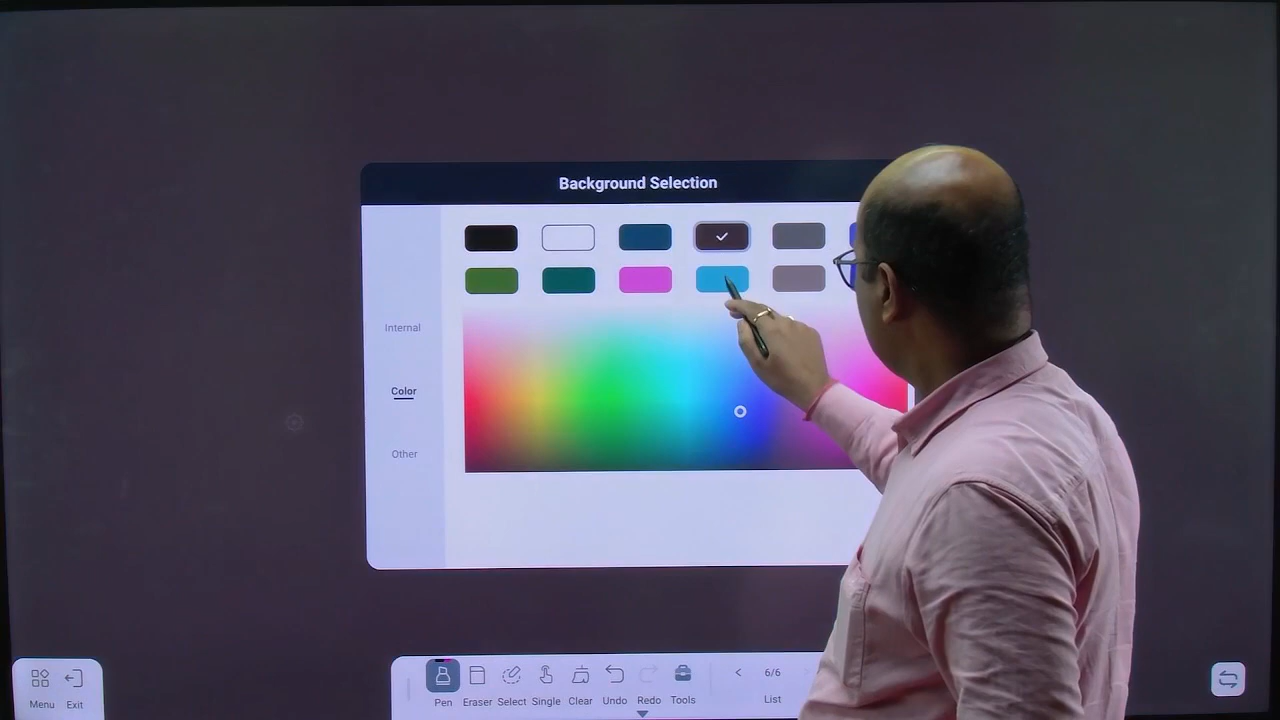 Background Selection
Internal
Color
Other
Menu Exit
Pen Eraser Select Single Clear Undo Redo Tools
6/6
List